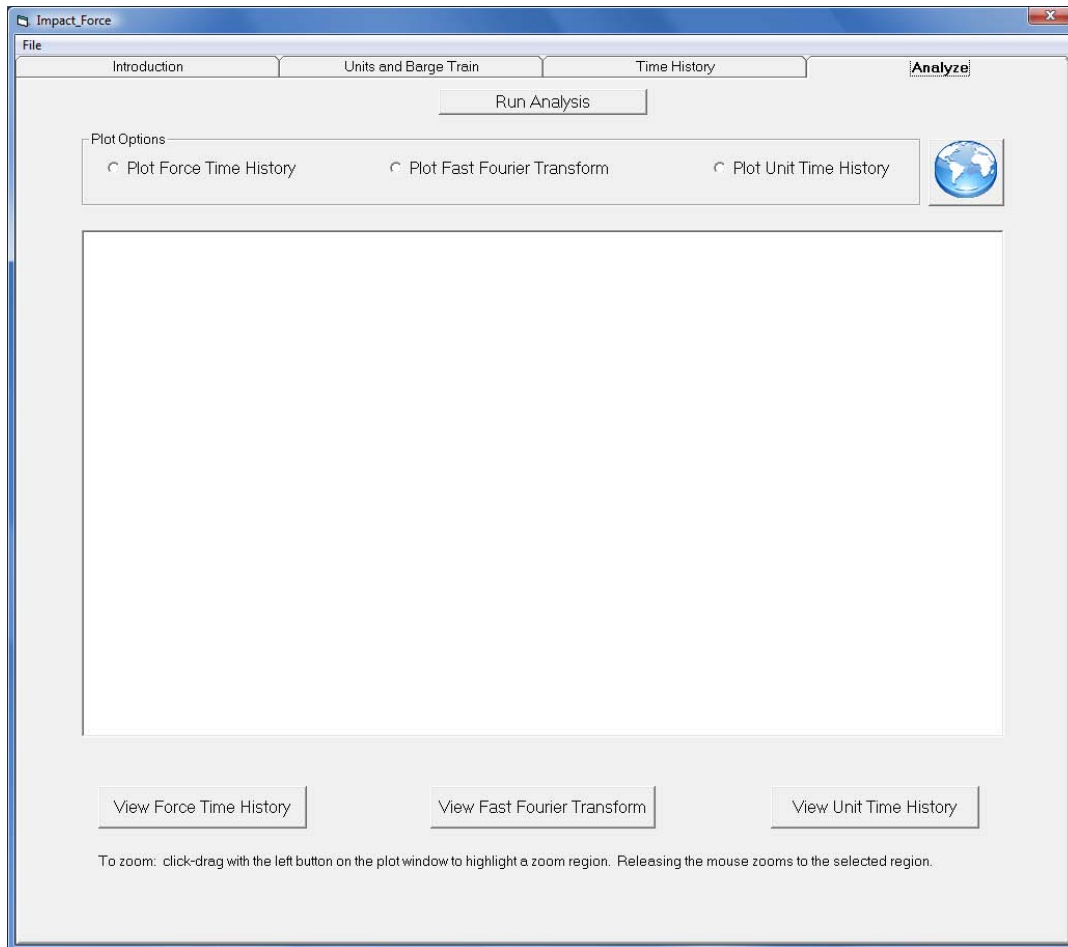 Impact_Force
File
Introduction Units and Barge Train Time History Analyze
Run Analysis
Plot Options
Plot Force Time History Plot Fast Fourier Transform Plot Unit Time History
View Force Time History View Fast Fourier Transform View Unit Time History
To zoom: click-drag with the left button on the plot window to highlight a zoom region. Releasing the mouse zooms to the selected region.